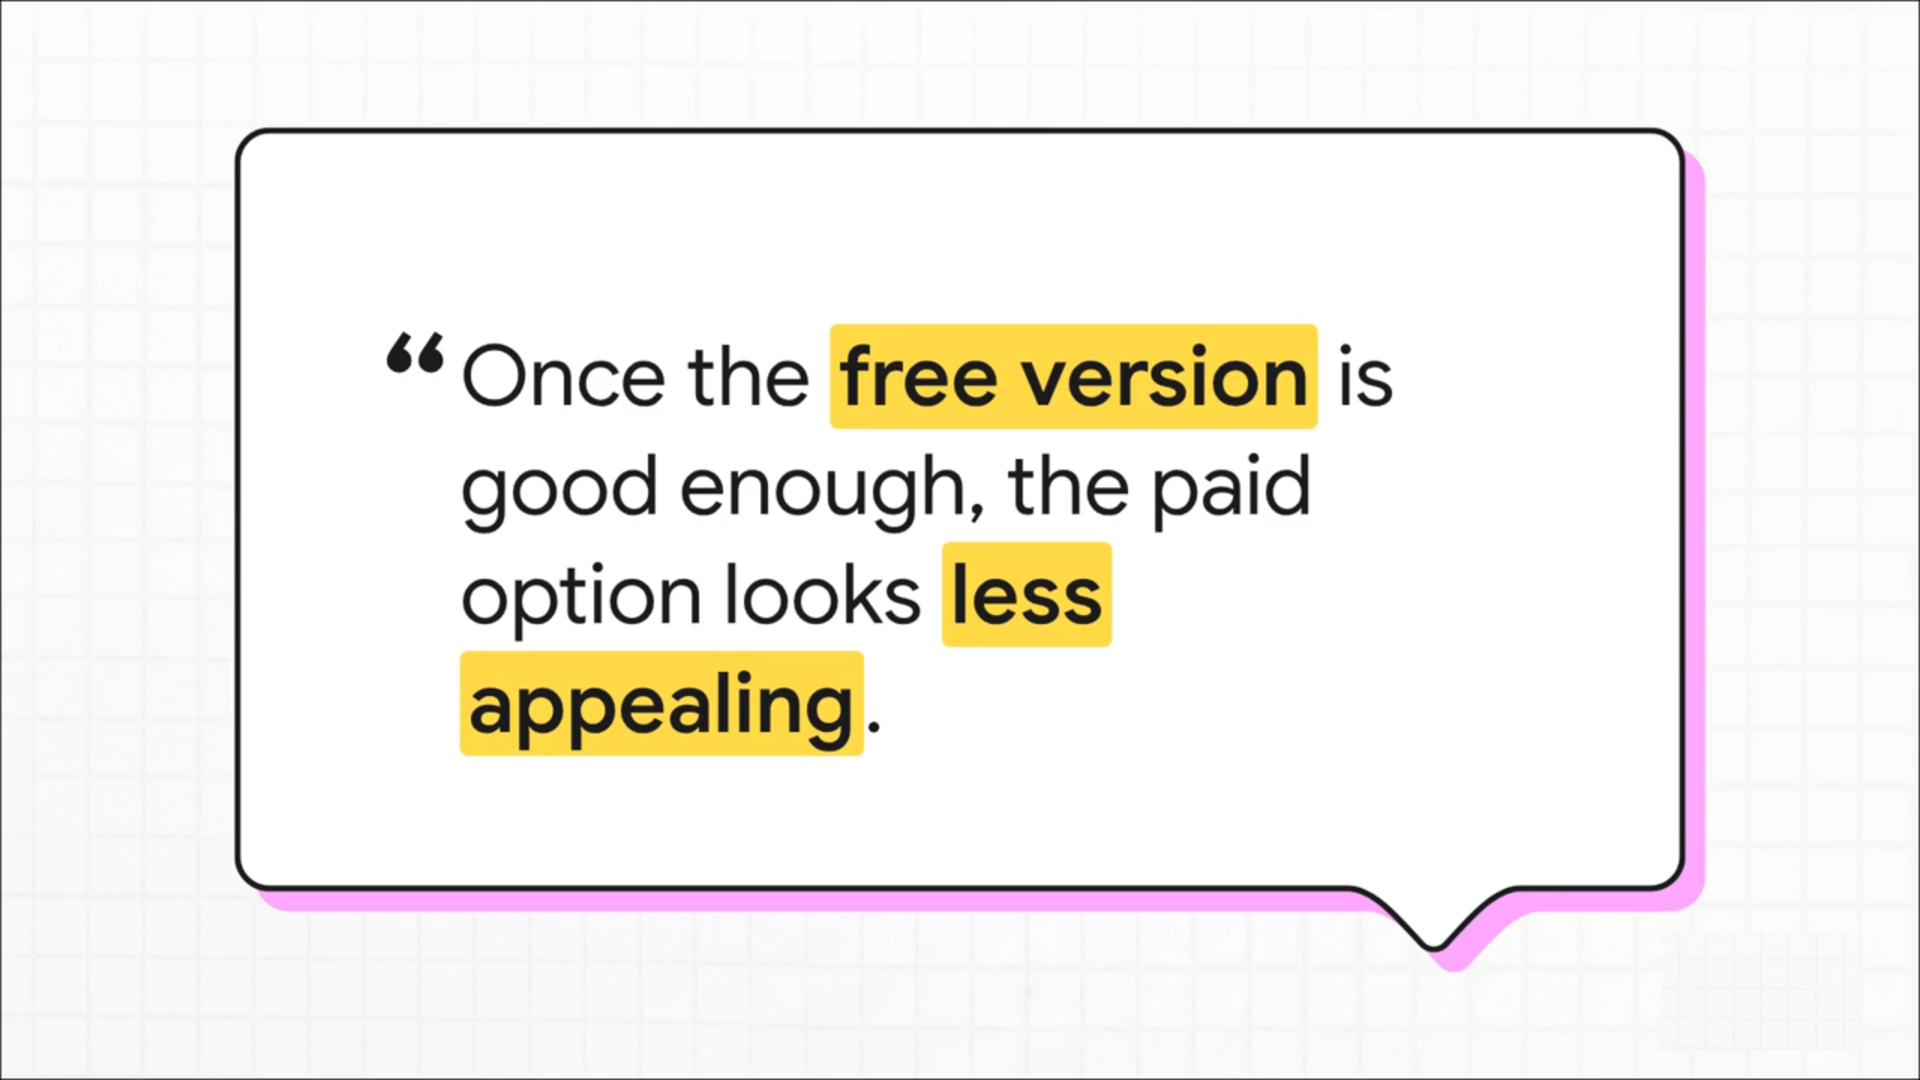 “Once the free version is
good enough, the paid
option looks less
appealing.